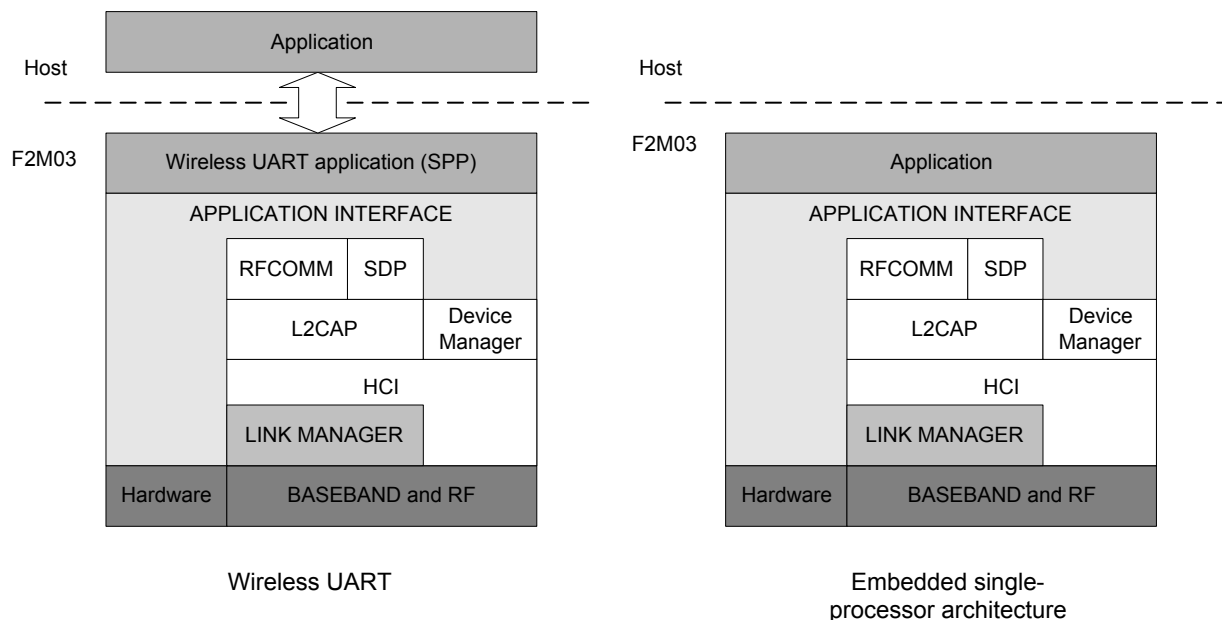 Application
Host
F2M03
Wireless UART application (SPP)
APPLICATION INTERFACE
RFCOMM
SDP
L2CAP
Device
Manager
HCI
LINK MANAGER
Hardware
BASEBAND and RF
Wireless UART
Host
F2M03
Application
APPLICATION INTERFACE
RFCOMM
SDP
L2CAP
Device
Manager
HCI
LINK MANAGER
Hardware
BASEBAND and RF
Embedded single-
processor architecture